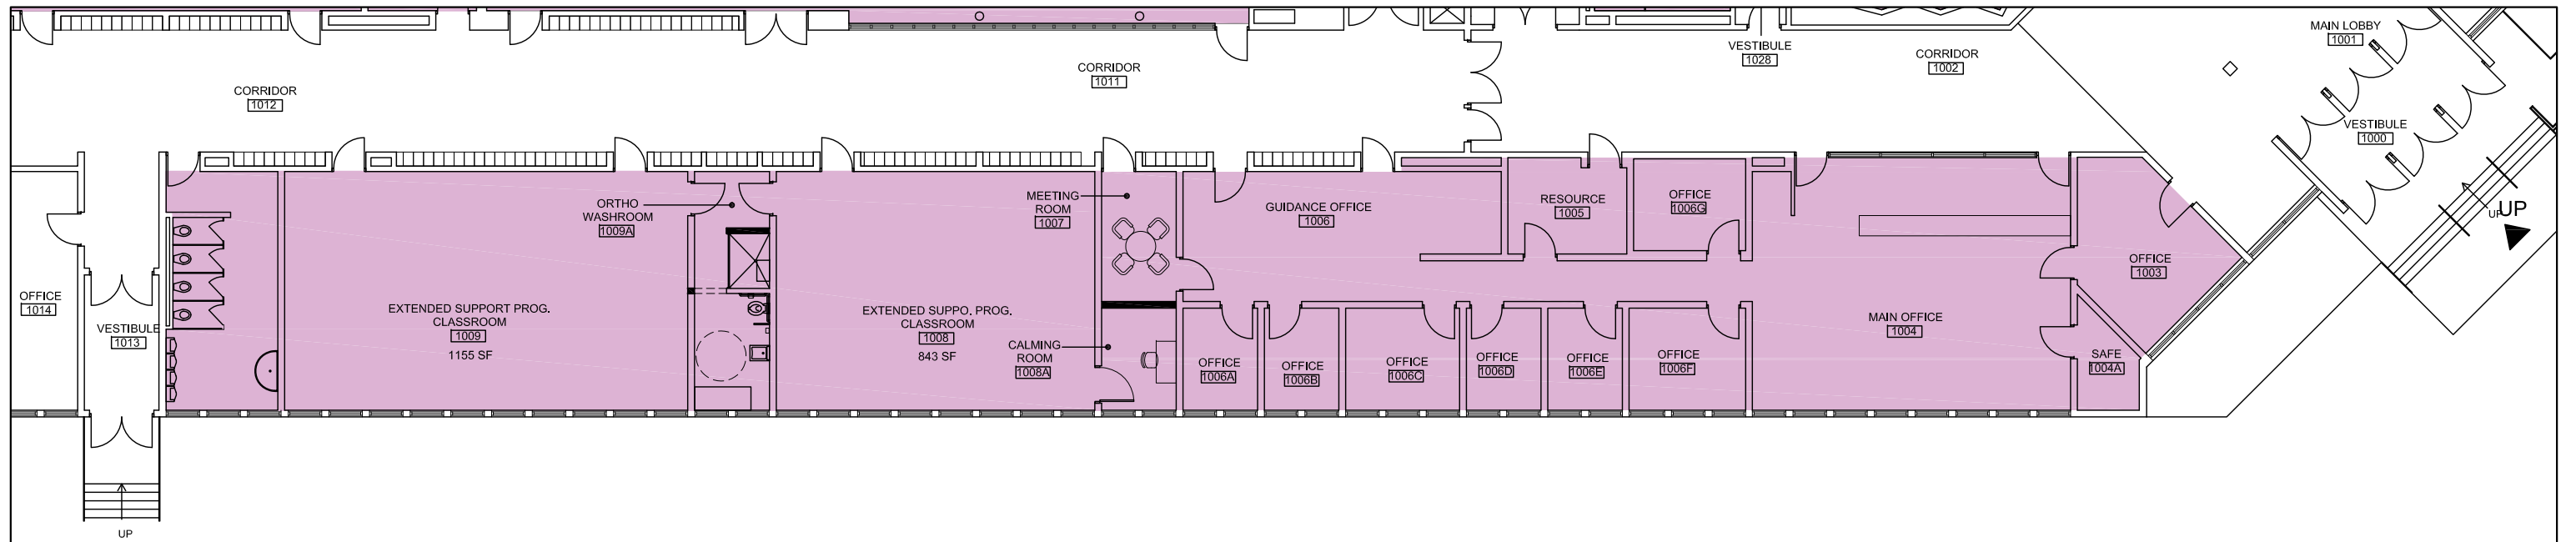 MAIN LOBBY
1001
VESTIBULE
1028
CORRIDOR
1002
CORRIDOR
1011
CORRIDOR
1012
VESTIBULE
1000
UP
UP
MEETING
ROOM
1007
ORTHO
WASHROOM
1009A
GUIDANCE OFFICE
1006
RESOURCE
1005
OFFICE
1006G
OFFICE
1003
OFFICE
1014
VESTIBULE
1013
EXTENDED SUPPORT PROG.
CLASSROOM
1009
1155 SF
EXTENDED SUPPO. PROG.
CLASSROOM
1008
843 SF
CALMING
ROOM
1008A
OFFICE
1006A
OFFICE
1006B
OFFICE
1006C
OFFICE
1006D
OFFICE
1006E
OFFICE
1006F
MAIN OFFICE
1004
SAFE
1004A
UP